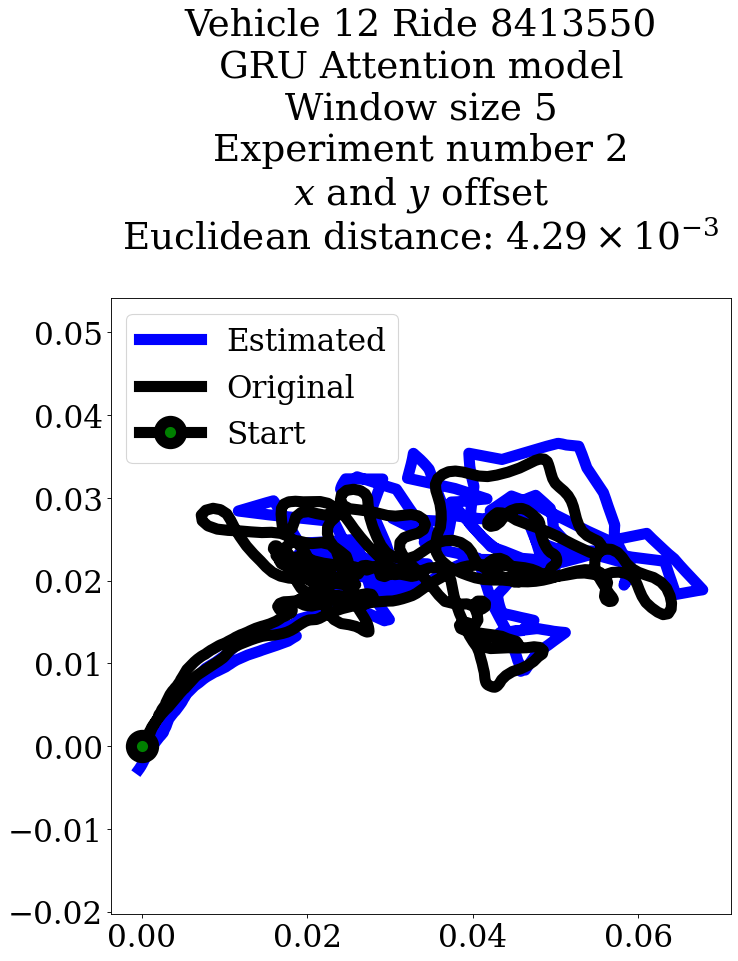 Vehicle 12 Ride 8413550
GRU Attention model
Window size 5
Experiment number 2
x and y offset
Euclidean distance: 4.29 × 10⁻³
Estimated
Original
Start
0.05
0.04
0.03
0.02
0.01
0.00
−0.01
−0.02
0.00 0.02 0.04 0.06